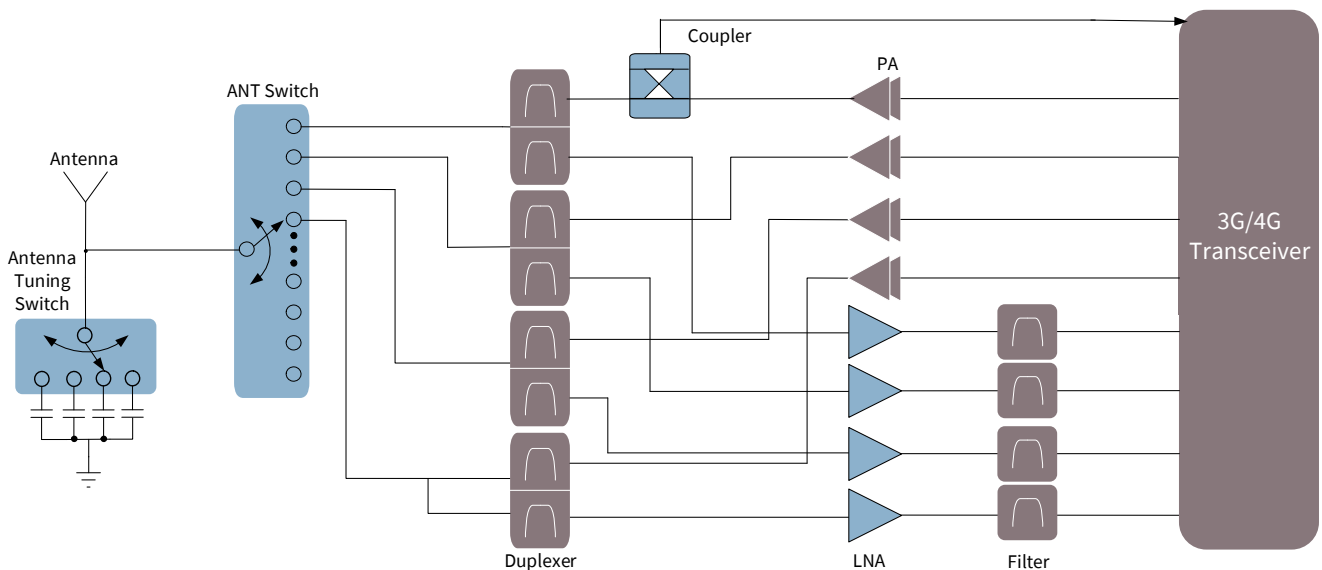 Coupler
PA
ANT Switch
Antenna
3G/4G
Transceiver
Antenna
Tuning
Switch
Duplexer
LNA
Filter